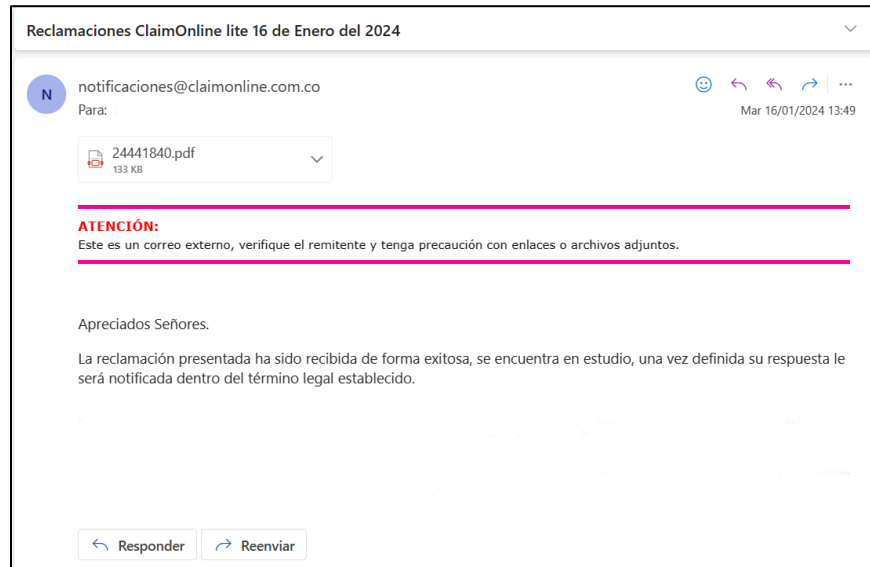 Reclamaciones ClaimOnline lite 16 de Enero del 2024
N
notificaciones@claimonline.com.co
Para:
Mar 16/01/2024 13:49
24441840.pdf
133 KB
ATENCIÓN:
Este es un correo externo, verifique el remitente y tenga precaución con enlaces o archivos adjuntos.
Apreciados Señores.
La reclamación presentada ha sido recibida de forma exitosa, se encuentra en estudio, una vez definida su respuesta le
será notificada dentro del término legal establecido.
Responder
Reenviar